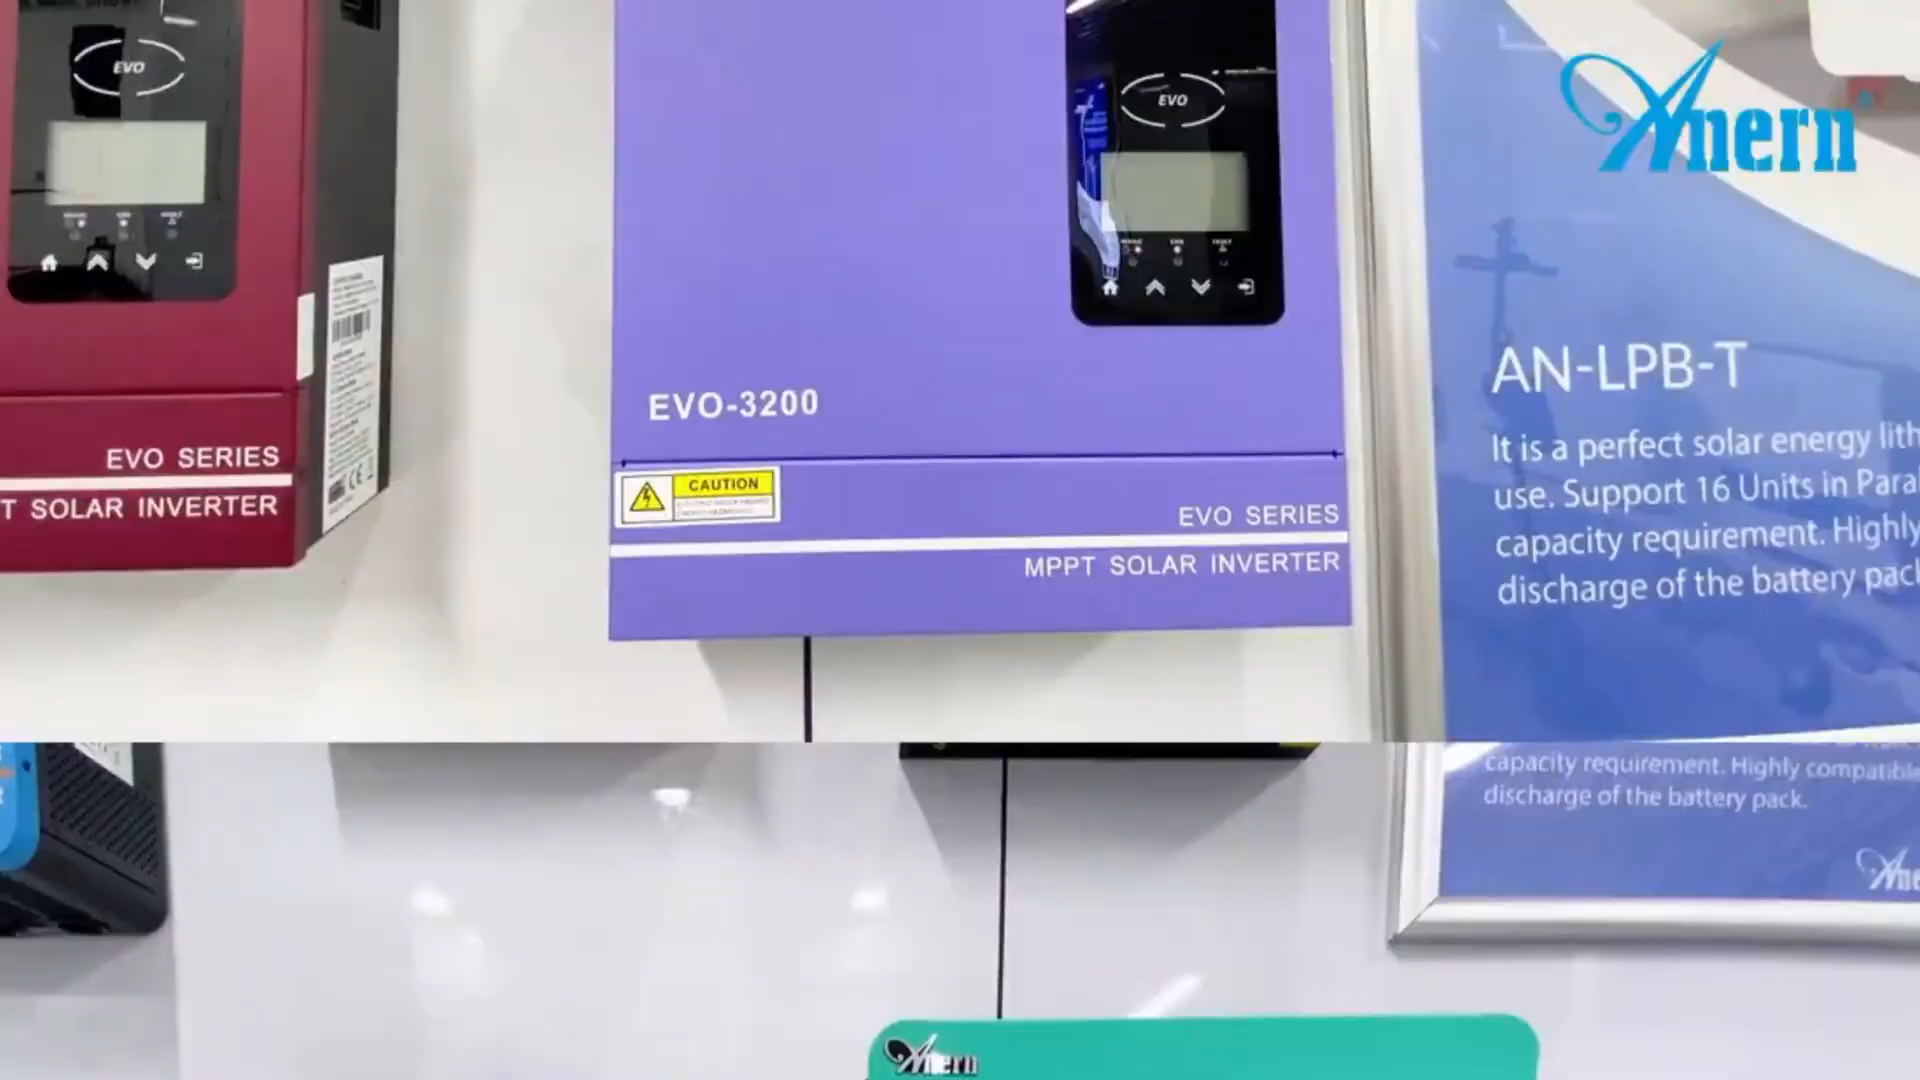 EVO
EVO SERIES
T SOLAR INVERTER
EVO
EVO-3200
CAUTION
EVO SERIES
MPPT SOLAR INVERTER
Anern
AN-LPB-T
It is a perfect solar energy lith
use. Support 16 Units in Para
capacity requirement. Highly
discharge of the battery pack
capacity requirement. Highly compatible
discharge of the battery pack.
Ane
Anern